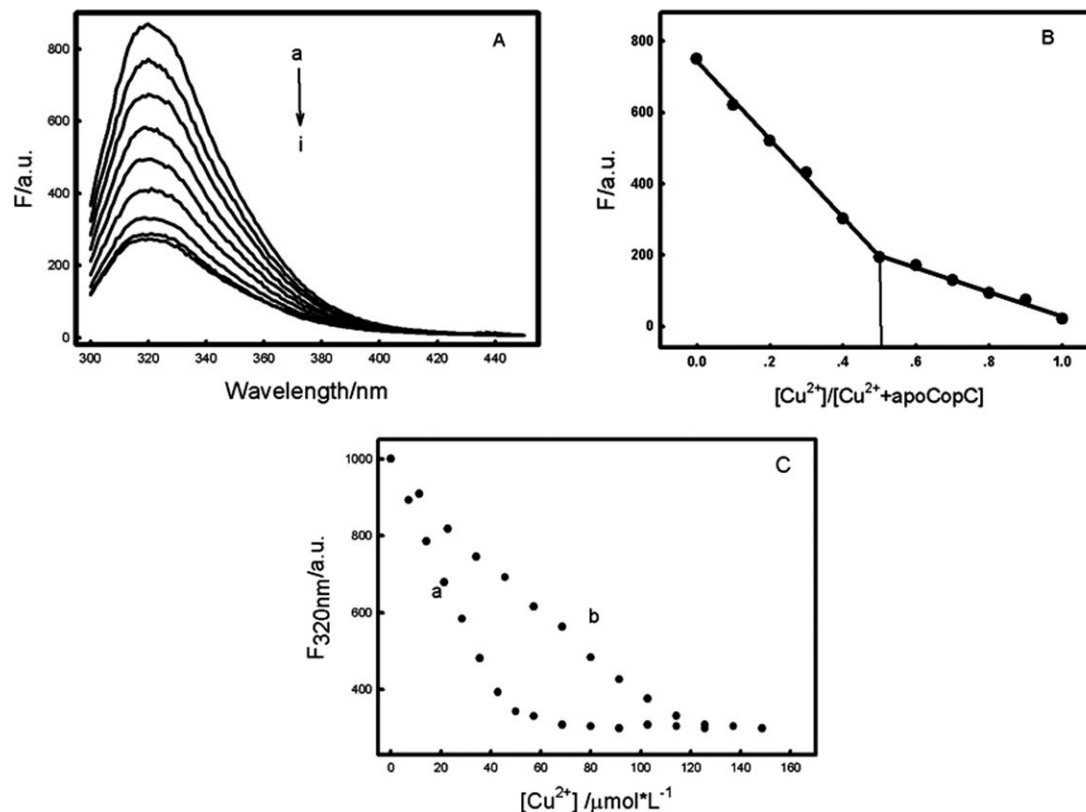 A
a
i
F/a.u.
800
600
400
200
0
300 320 340 360 380 400 420 440
Wavelength/nm
B
F/a.u.
800
600
400
200
0
0.0 .2 .4 .6 .8 1.0
[Cu²⁺]/[Cu²⁺+apoCopC]
C
a
b
F320nm/a.u.
1000
800
600
400
0 20 40 60 80 100 120 140 160
[Cu²⁺] /μmol*L⁻¹